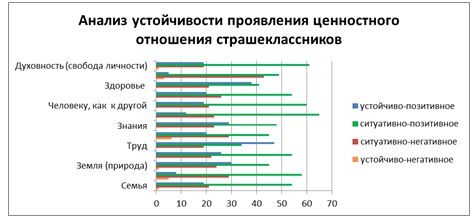 Анализ устойчивости проявления ценностного
отношения страшеклассников
Духовность (свобода личности)
Здоровье
Человеку, как к другой
Знания
Труд
Земля (природа)
Семья
устойчиво-позитивное
ситуативно-позитивное
ситуативно-негативное
устойчиво-негативное
0 10 20 30 40 50 60 70